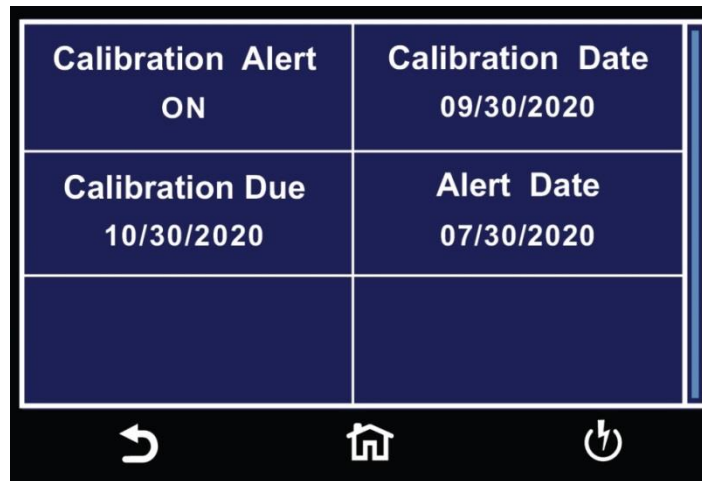 Calibration Alert
ON
Calibration Date
09/30/2020
Calibration Due
10/30/2020
Alert Date
07/30/2020